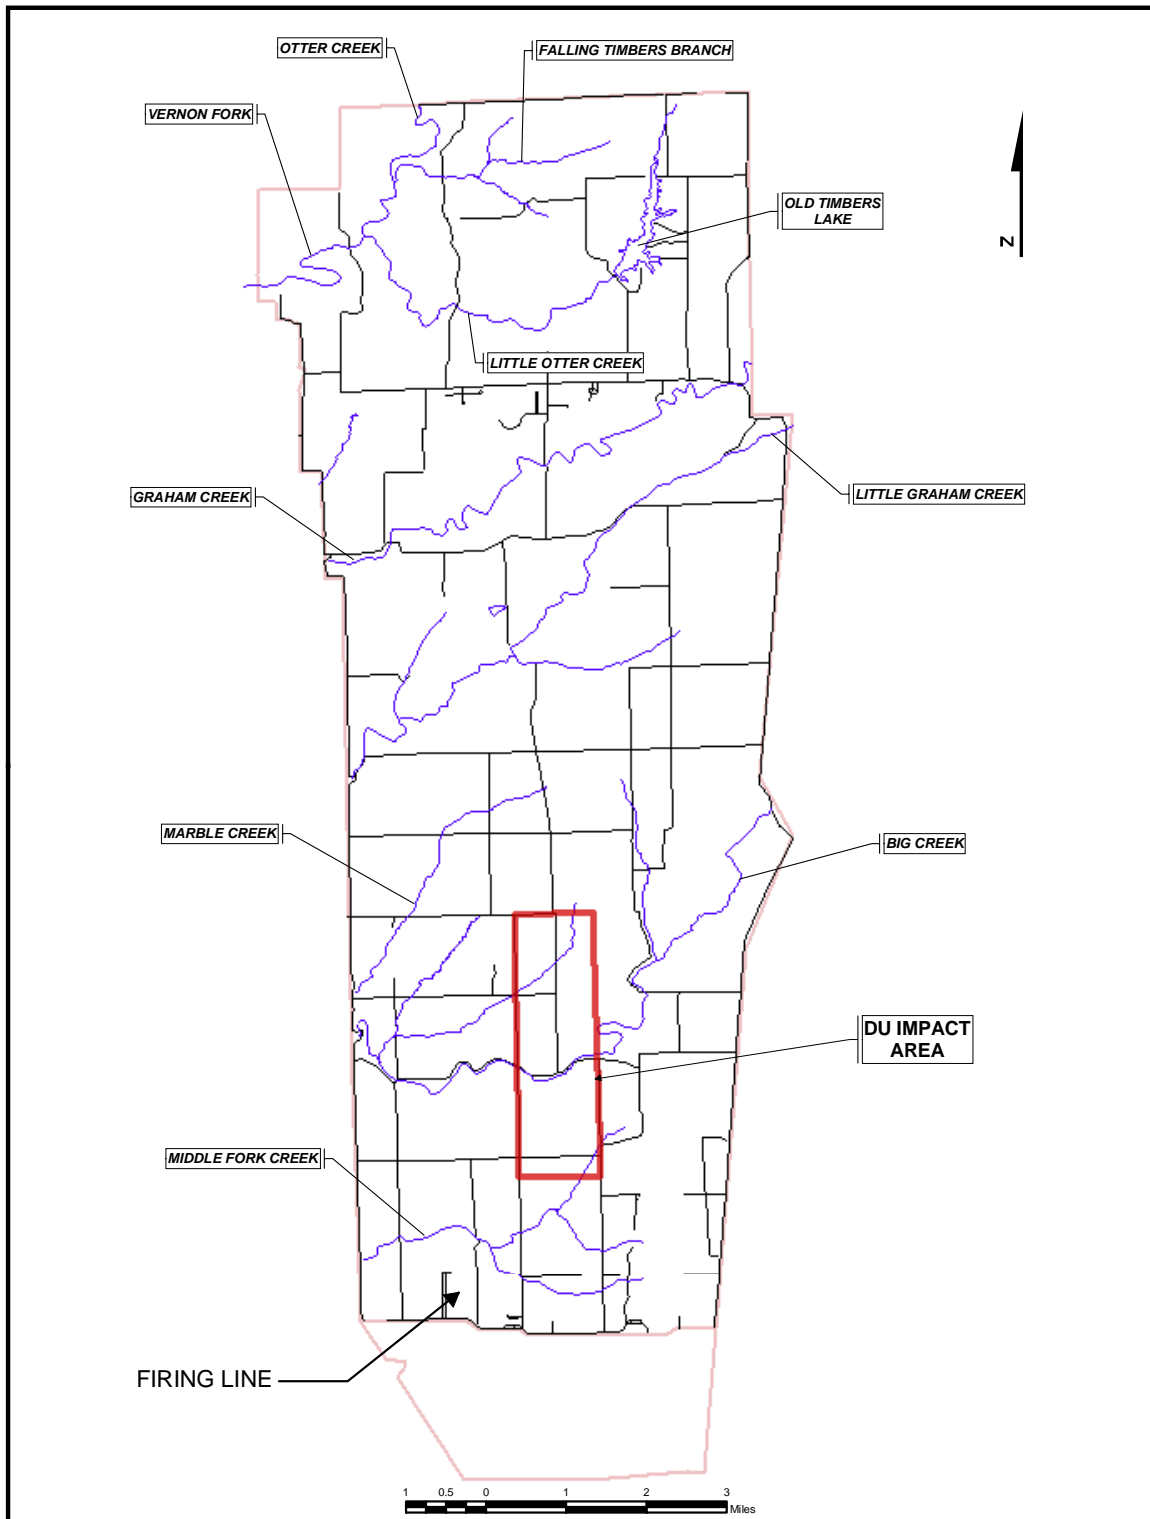 OTTER CREEK
FALLING TIMBERS BRANCH
VERNON FORK
OLD TIMBERS
LAKE
N
LITTLE OTTER CREEK
GRAHAM CREEK
LITTLE GRAHAM CREEK
MARBLE CREEK
BIG CREEK
DU IMPACT
AREA
MIDDLE FORK CREEK
FIRING LINE
1 0.5 0 1 2 3
Miles